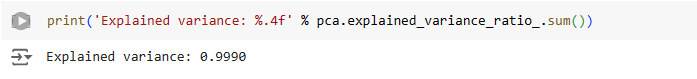 print('Explained variance: %.4f' % pca.explained_variance_ratio_.sum())
Explained variance: 0.9990